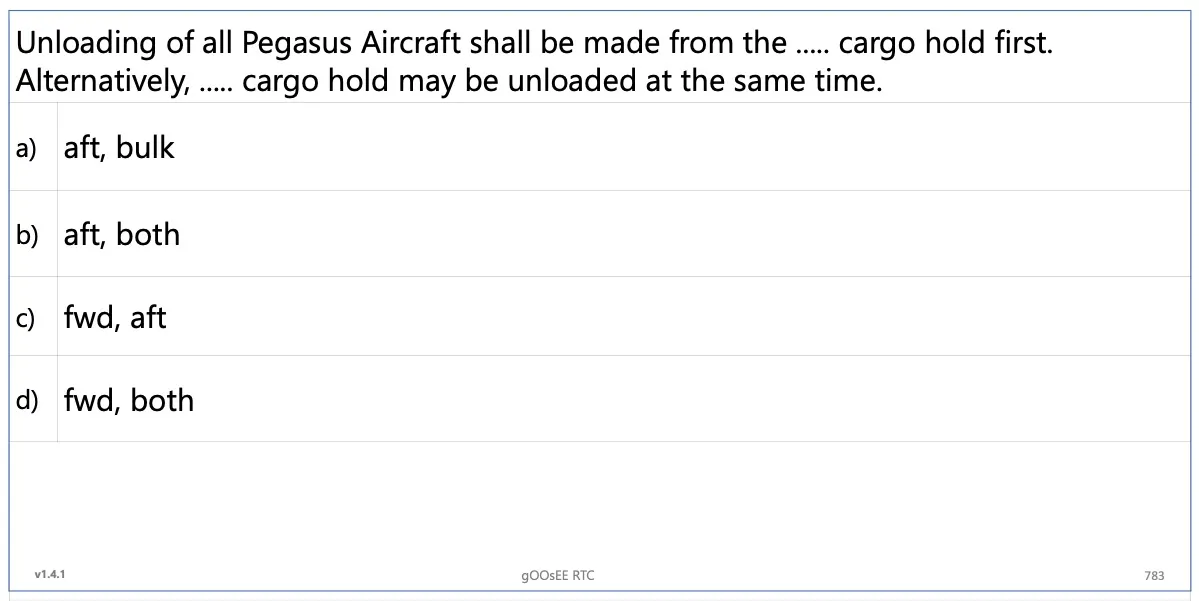 Unloading of all Pegasus Aircraft shall be made from the ..... cargo hold first.
Alternatively, ..... cargo hold may be unloaded at the same time.
a) aft, bulk
b) aft, both
c) fwd, aft
d) fwd, both
v1.4.1 gOOsEE RTC 783